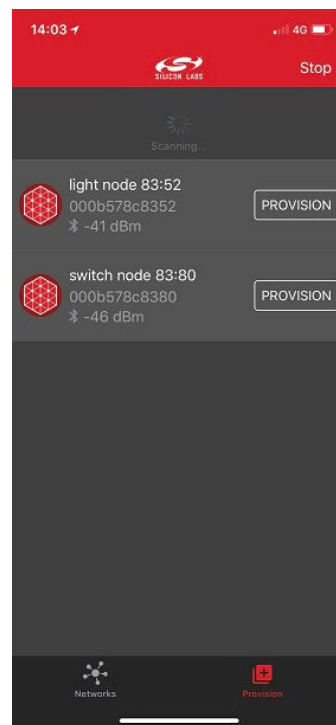 14:03
4G
SILICON LABS
Stop
Scanning...
light node 83:52
000b578c8352
-41 dBm
PROVISION
switch node 83:80
000b578c8380
-46 dBm
PROVISION
Networks
Provision